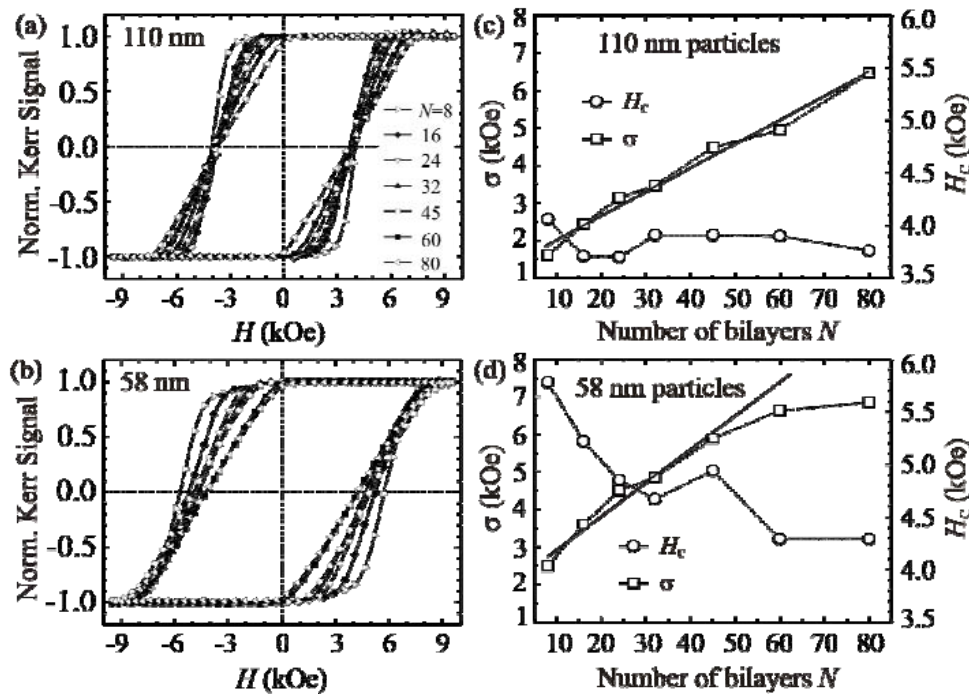 (a)
110 nm
Norm. Kerr Signal
1.0
0.5
0.0
-0.5
-1.0
N=8
16
24
32
45
60
80
-9 -6 -3 0 3 6 9
H (kOe)
(b)
58 nm
Norm. Kerr Signal
1.0
0.5
0.0
-0.5
-1.0
-9 -6 -3 0 3 6 9
H (kOe)
(c)
110 nm particles
Hc
σ
σ (kOe)
8
7
6
5
4
3
2
1
Hc (kOe)
6.0
5.5
5.0
4.5
4.0
3.5
10 20 30 40 50 60 70 80
Number of bilayers N
(d)
58 nm particles
Hc
σ
σ (kOe)
8
7
6
5
4
3
2
1
Hc (kOe)
6.0
5.5
5.0
4.5
4.0
3.5
10 20 30 40 50 60 70 80
Number of bilayers N